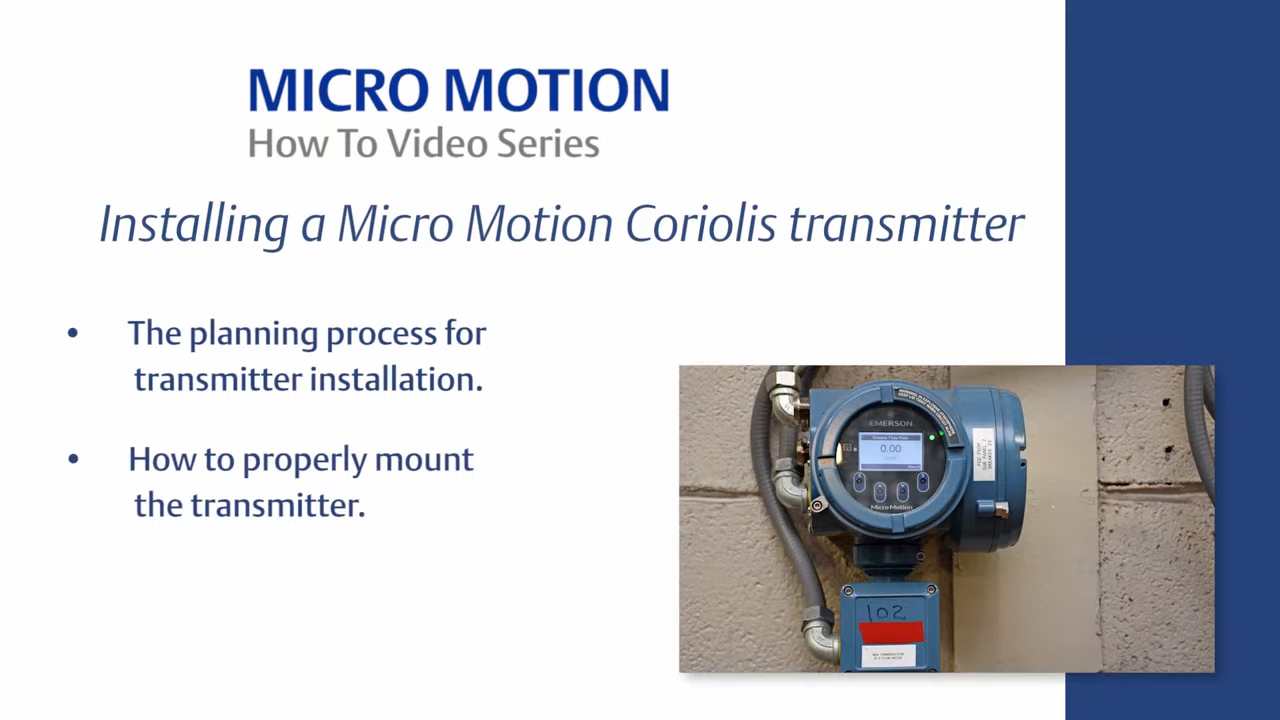 MICRO MOTION
How To Video Series
Installing a Micro Motion Coriolis transmitter
• The planning process for
transmitter installation.
• How to properly mount
the transmitter.
EMERSON
0.00
Micro Motion
102